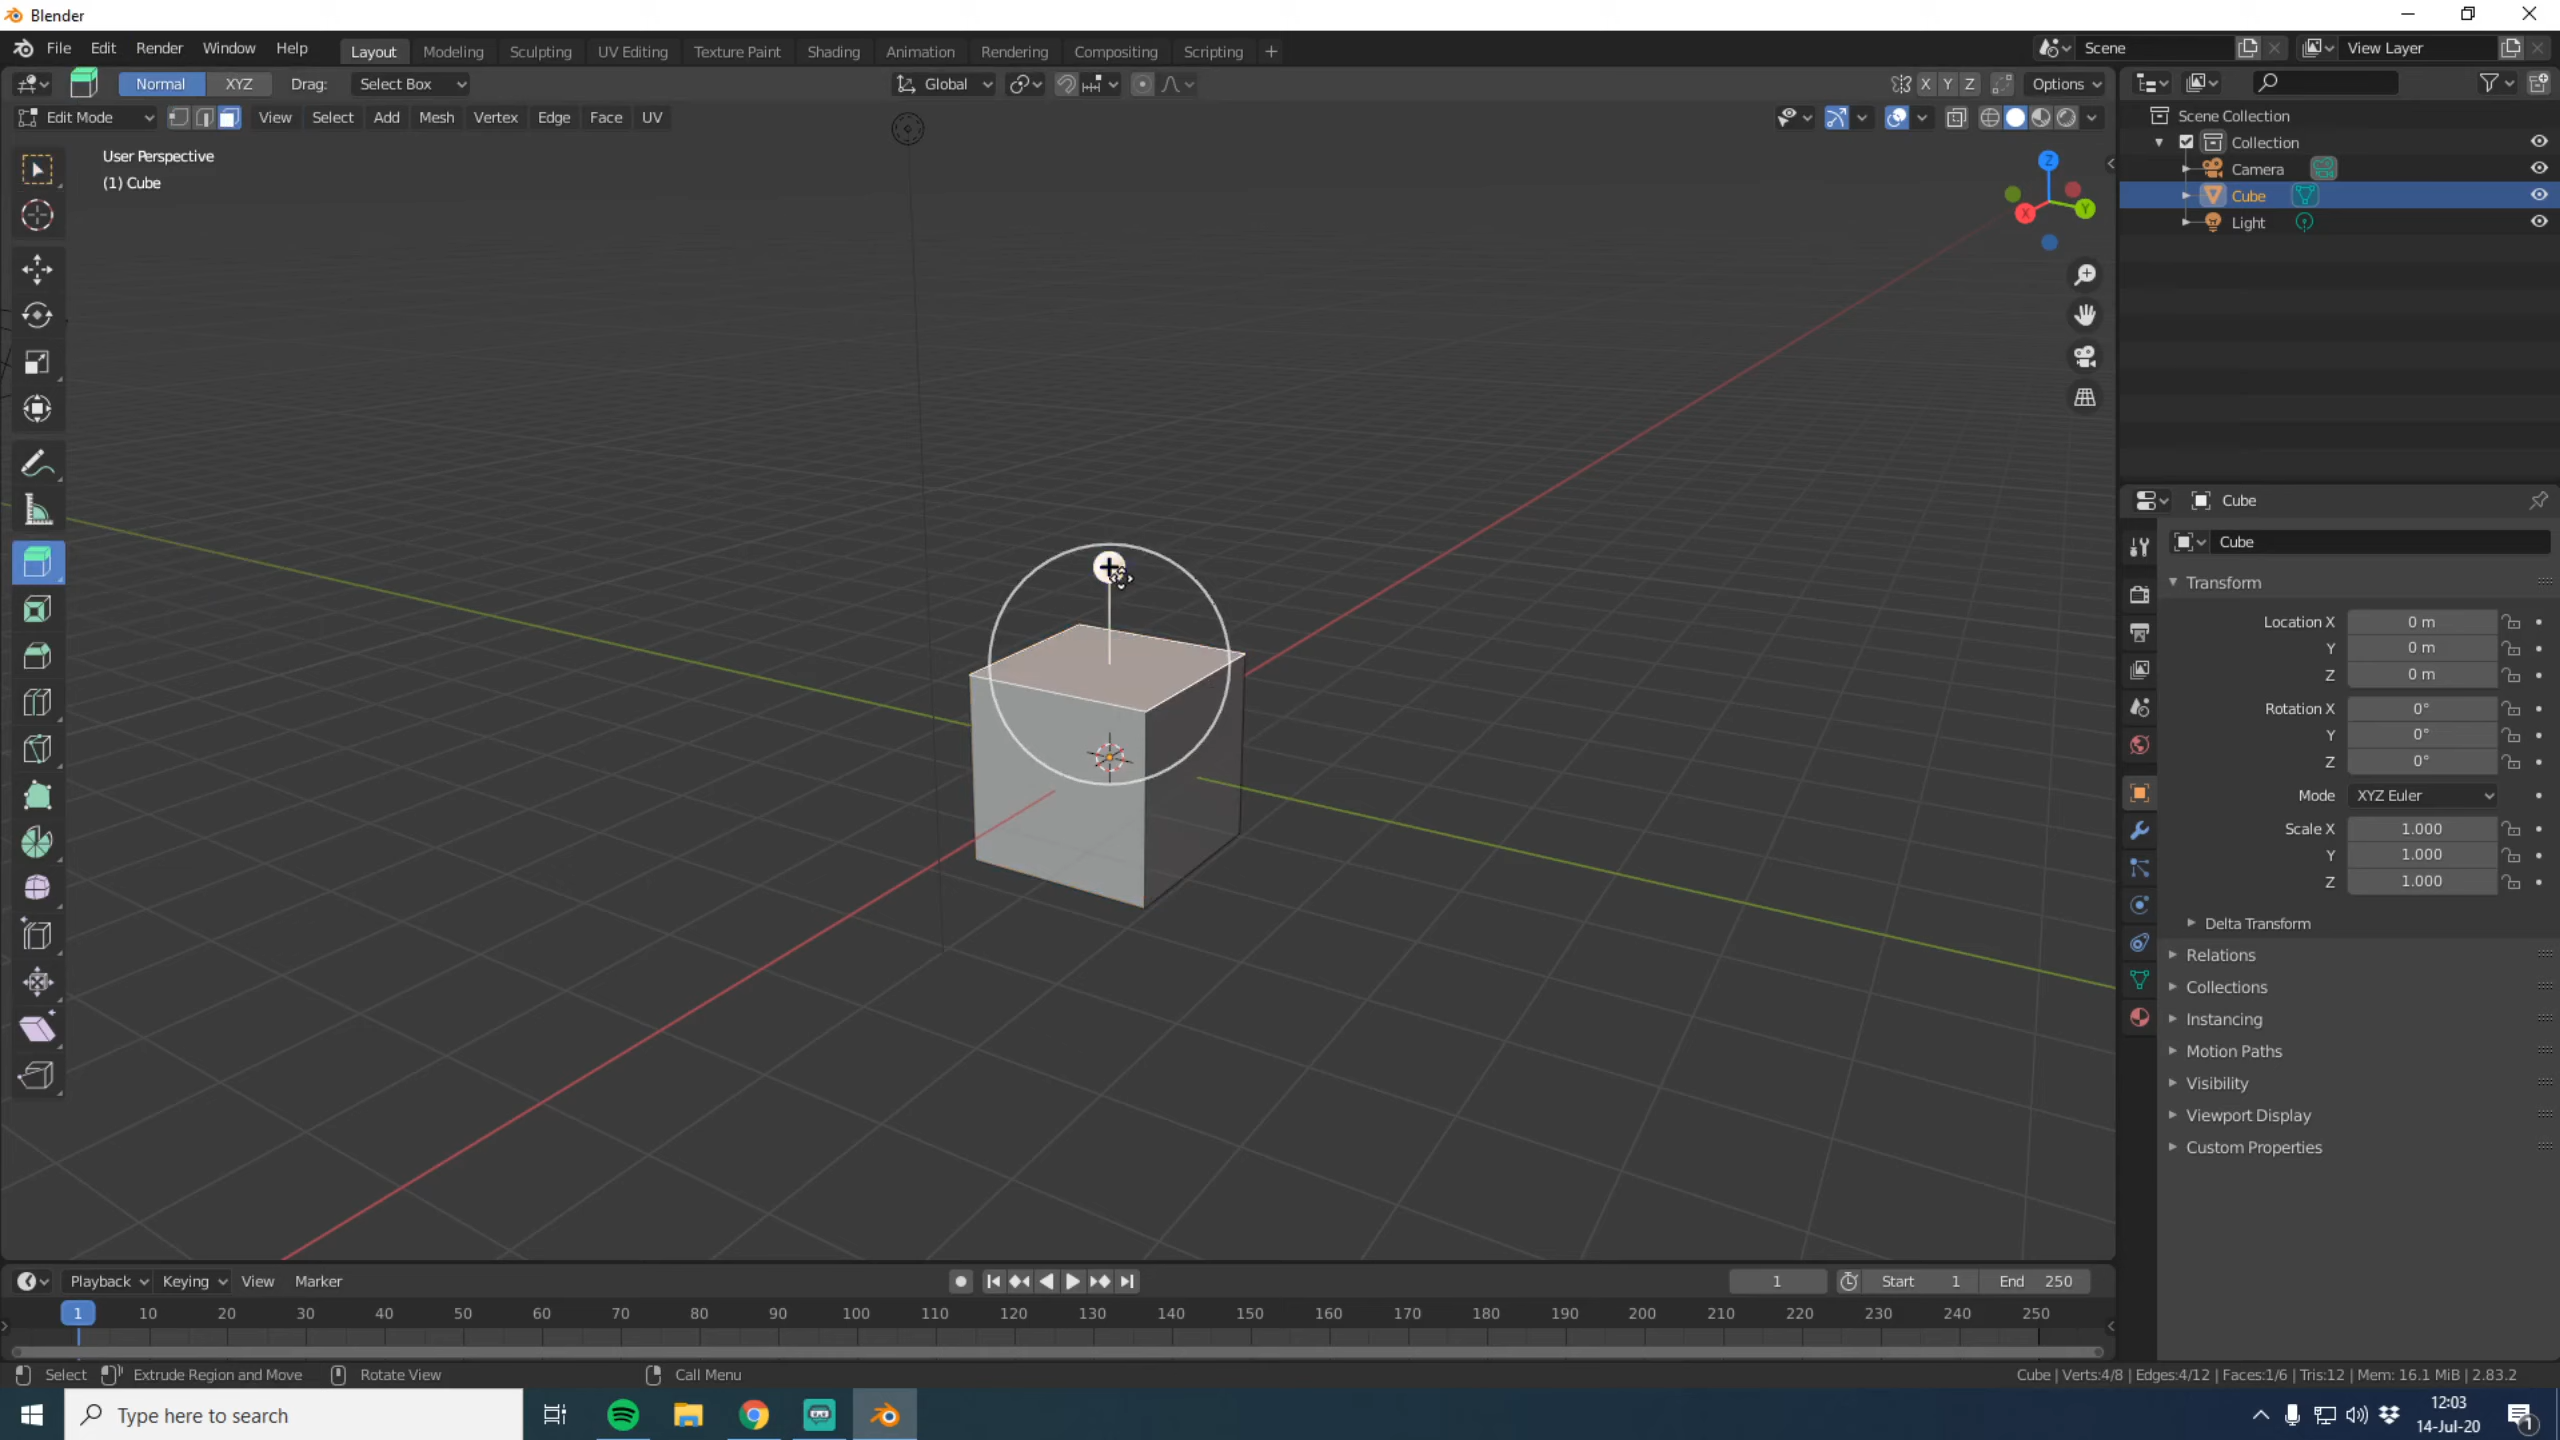 Blender
File Edit Render Window Help Layout Modeling Sculpting UV Editing Texture Paint Shading Animation Rendering Compositing Scripting + Scene View Layer
Normal XYZ Drag: Select Box Global X Y Z Options
Edit Mode View Select Add Mesh Vertex Edge Face UV
User Perspective
(1) Cube
Z
X
Y
Scene Collection
Collection
Camera
Cube
Light
Cube
Cube
Transform
Location X 0 m
Y 0 m
Z 0 m
Rotation X 0°
Y 0°
Z 0°
Mode XYZ Euler
Scale X 1.000
Y 1.000
Z 1.000
Delta Transform
Relations
Collections
Instancing
Motion Paths
Visibility
Viewport Display
Custom Properties
Playback Keying View Marker 1 Start 1 End 250
1 10 20 30 40 50 60 70 80 90 100 110 120 130 140 150 160 170 180 190 200 210 220 230 240 250
Select Extrude Region and Move Rotate View Call Menu Cube | Verts:4/8 | Edges:4/12 | Faces:1/6 | Tris:12 | Mem: 16.1 MiB | 2.83.2
Type here to search
12:03
14-Jul-20
1